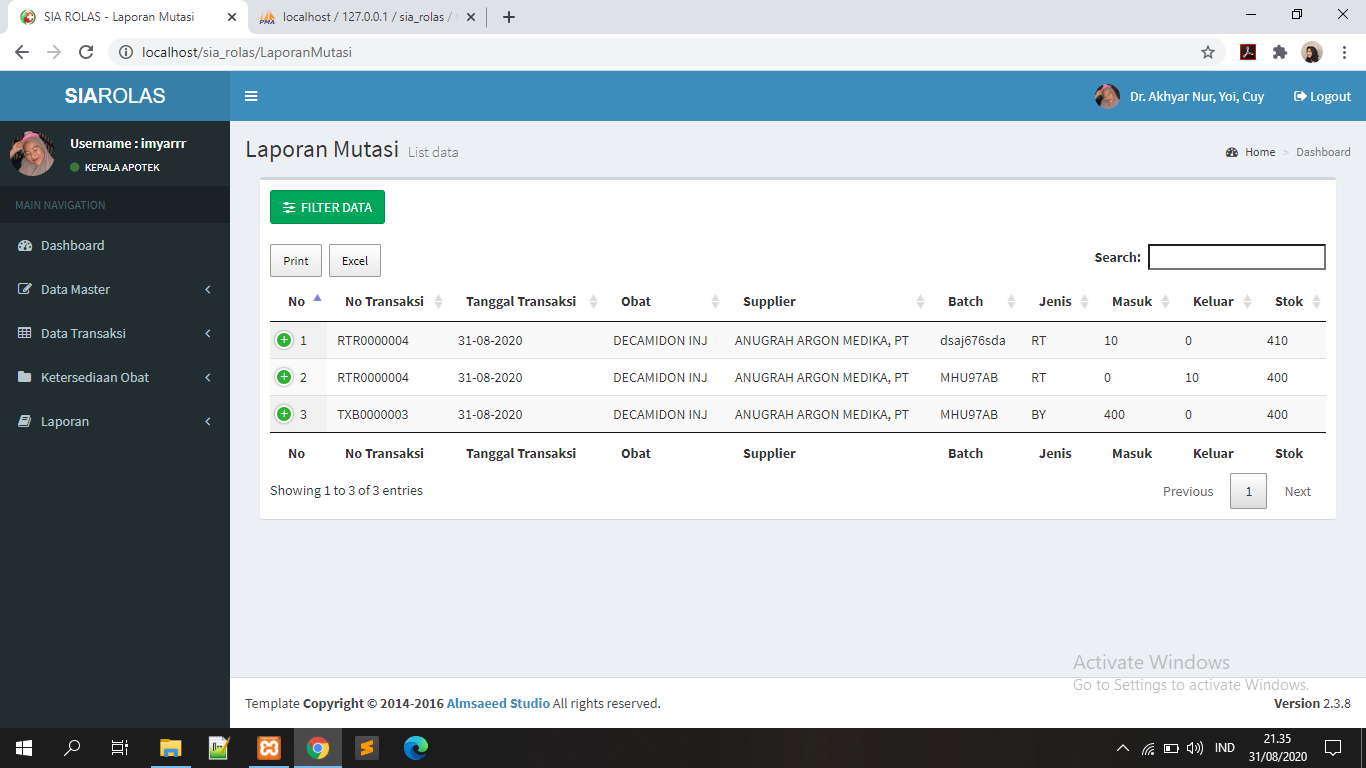 SIA ROLAS - Laporan Mutasi
localhost / 127.0.0.1 / sia_rolas /
localhost/sia_rolas/LaporanMutasi
SIAROLAS
Dr. Akhyar Nur, Yoi, Cuy
Logout
Username : imyarrr
KEPALA APOTEK
MAIN NAVIGATION
Dashboard
Data Master
Data Transaksi
Ketersediaan Obat
Laporan
Laporan Mutasi List data
Home > Dashboard
FILTER DATA
Print Excel
Search:
No No Transaksi Tanggal Transaksi Obat Supplier Batch Jenis Masuk Keluar Stok
1 RTR0000004 31-08-2020 DECAMIDON INJ ANUGRAH ARGON MEDIKA, PT dsaj676sda RT 10 0 410
2 RTR0000004 31-08-2020 DECAMIDON INJ ANUGRAH ARGON MEDIKA, PT MHU97AB RT 0 10 400
3 TXB0000003 31-08-2020 DECAMIDON INJ ANUGRAH ARGON MEDIKA, PT MHU97AB BY 400 0 400
No No Transaksi Tanggal Transaksi Obat Supplier Batch Jenis Masuk Keluar Stok
Showing 1 to 3 of 3 entries
Previous 1 Next
Activate Windows
Go to Settings to activate Windows.
Template Copyright © 2014-2016 Almsaeed Studio All rights reserved.
Version 2.3.8
IND
21.35
31/08/2020